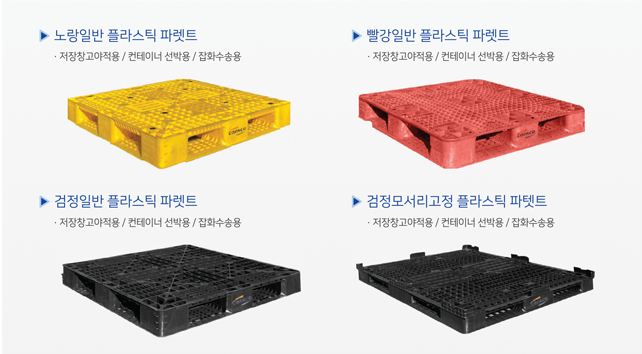 ▶ 노랑일반 플라스틱 파렛트
· 저장창고야적용 / 컨테이너 선박용 / 잡화수송용
▶ 빨강일반 플라스틱 파렛트
· 저장창고야적용 / 컨테이너 선박용 / 잡화수송용
▶ 검정일반 플라스틱 파렛트
· 저장창고야적용 / 컨테이너 선박용 / 잡화수송용
▶ 검정모서리고정 플라스틱 파텟트
· 저장창고야적용 / 컨테이너 선박용 / 잡화수송용